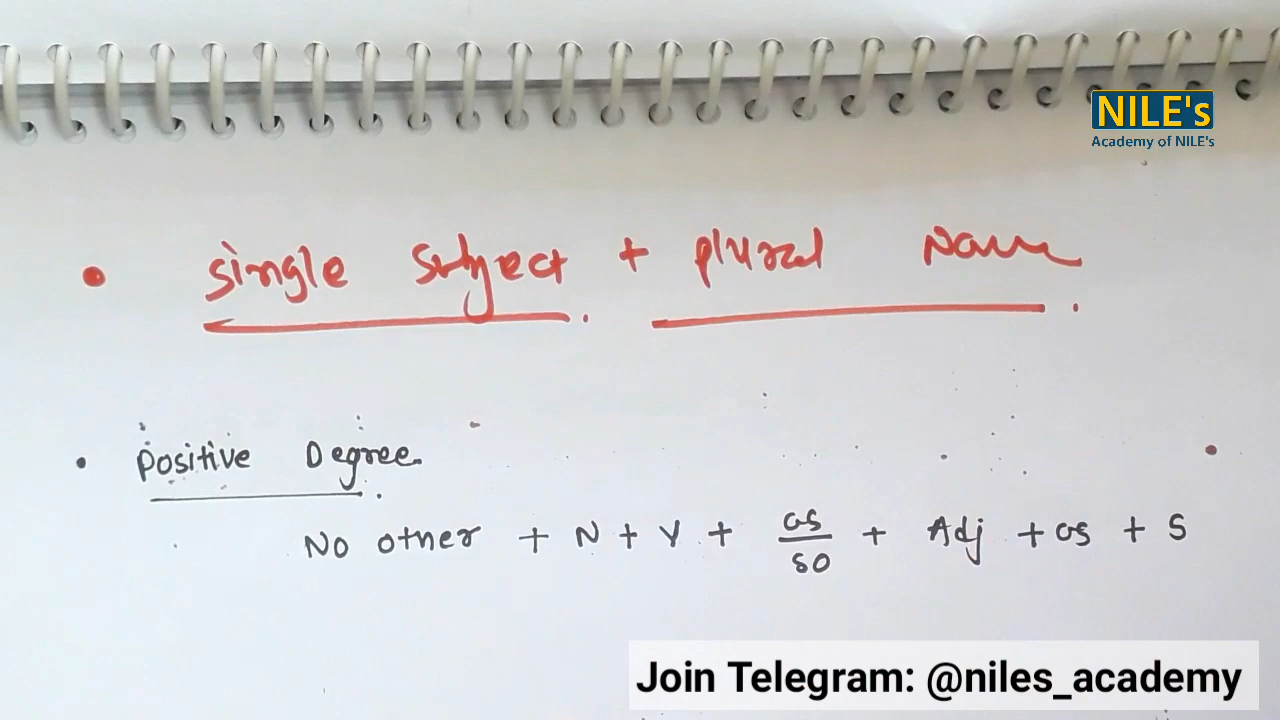 NILE's
Academy of NILE's
• single subject + plural Noun.
• Positive Degree.
No other + N + V + as/so + Adj + as + S
Join Telegram: @niles_academy